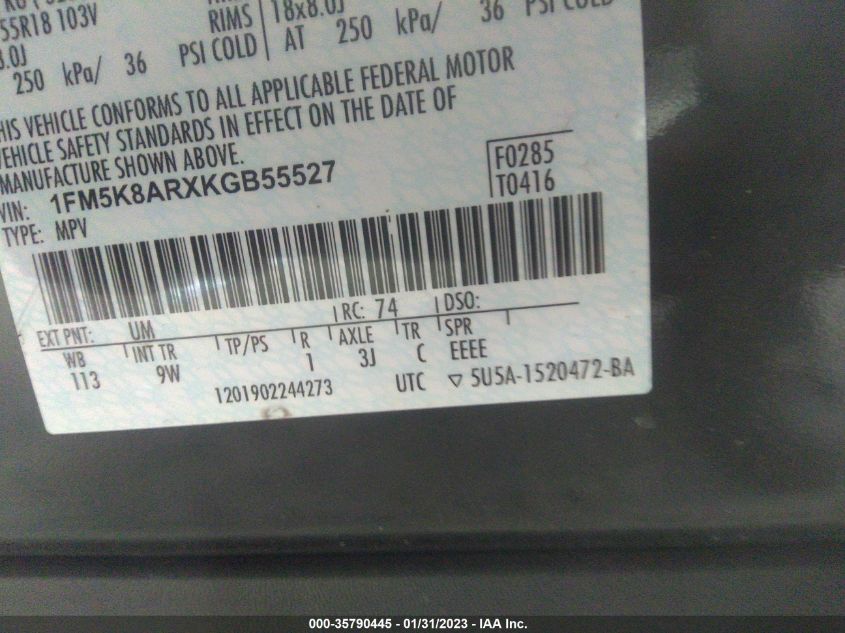 55R18 103V RIMS 18x8.0J
250 kPa/ 36 PSI COLD AT 250 kPa/ 36 PSI COLD
THIS VEHICLE CONFORMS TO ALL APPLICABLE FEDERAL MOTOR
VEHICLE SAFETY STANDARDS IN EFFECT ON THE DATE OF
MANUFACTURE SHOWN ABOVE.
VIN: 1FM5K8ARXKGB55527
F0285
TYPE: MPV
T0416
RC: 74 DSO:
EXT PNT: UM
WB INT TR TP/PS R AXLE TR SPR
113 9W 1 3J C EEEE
1201902244273 UTC ▽ 5U5A-1520472-BA
000-35790445 - 01/31/2023 - IAA Inc.